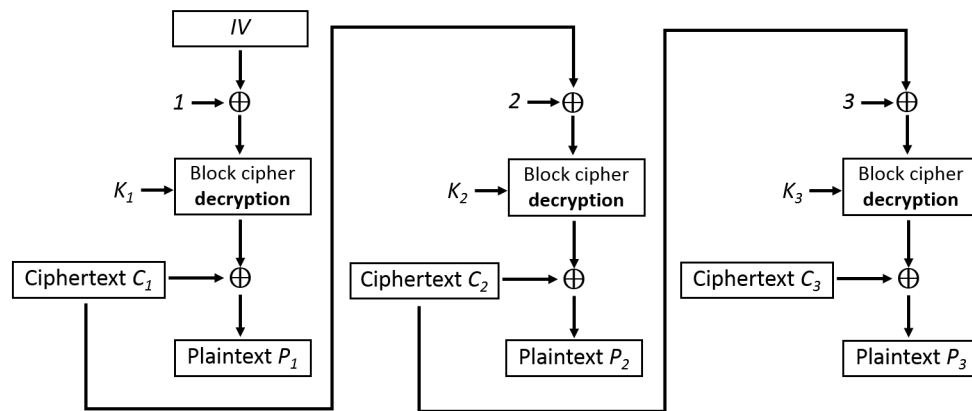 IV
1
2
3
Block cipher
decryption
Block cipher
decryption
Block cipher
decryption
K1
K2
K3
Ciphertext C1
Ciphertext C2
Ciphertext C3
Plaintext P1
Plaintext P2
Plaintext P3